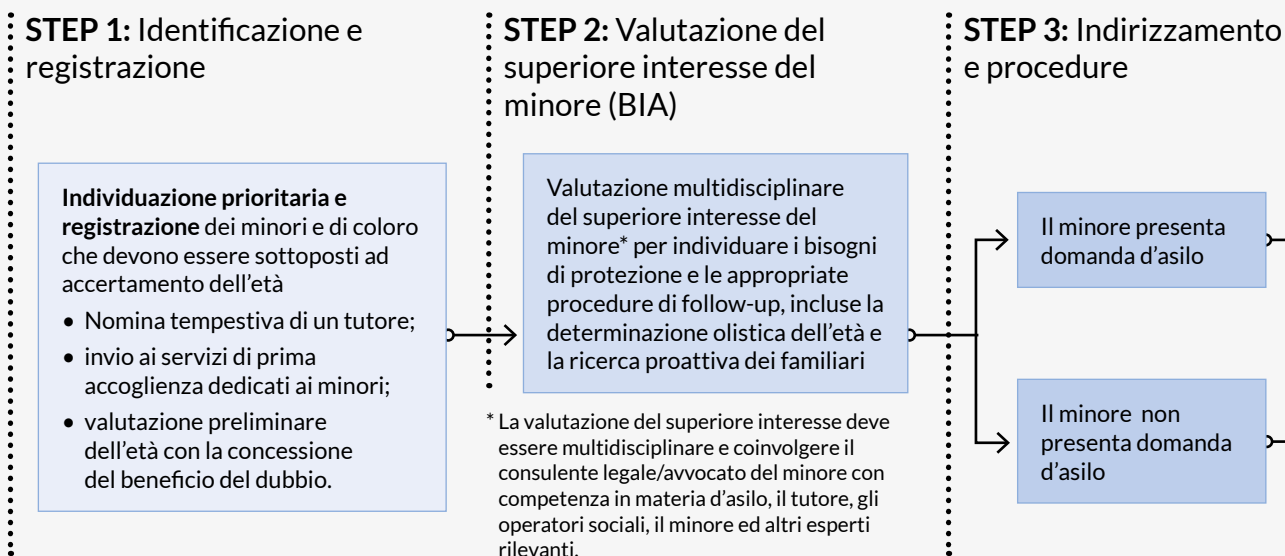 STEP 1: Identificazione e
registrazione
Individuazione prioritaria e
registrazione dei minori e di coloro
che devono essere sottoposti ad
accertamento dell'età
• Nomina tempestiva di un tutore;
• invio ai servizi di prima
accoglienza dedicati ai minori;
• valutazione preliminare
dell'età con la concessione
del beneficio del dubbio.
STEP 2: Valutazione del
superiore interesse del
minore (BIA)
Valutazione multidisciplinare
del superiore interesse del
minore* per individuare i bisogni
di protezione e le appropriate
procedure di follow-up, incluse la
determinazione olistica dell'età e
la ricerca proattiva dei familiari
* La valutazione del superiore interesse deve
essere multidisciplinare e coinvolgere il
consulente legale/avvocato del minore con
competenza in materia d'asilo, il tutore, gli
operatori sociali, il minore ed altri esperti
rilevanti.
STEP 3: Indirizzamento
e procedure
Il minore presenta
domanda d'asilo
Il minore non
presenta domanda
d'asilo